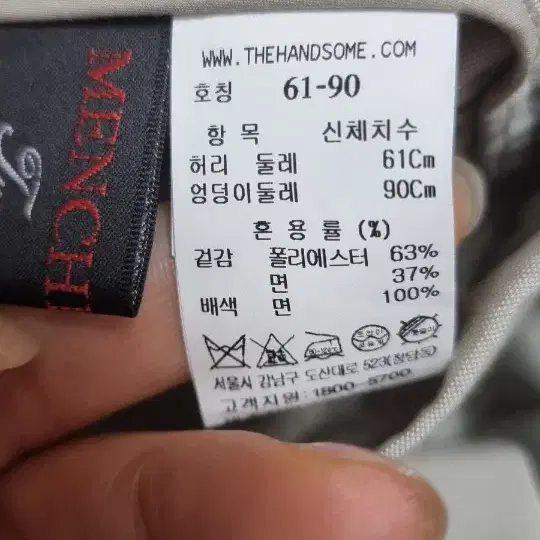 MENCH
WWW.THEHANDSOME.COM
호칭 61-90
항 목 신체치수
허리 둘레 61Cm
엉덩이둘레 90Cm
혼 용 률 (%)
겉감 폴리에스터 63%
면 37%
배색 면 100%
서울시 강남구 도산대로 523(청담동)
고객지원:1800-5700